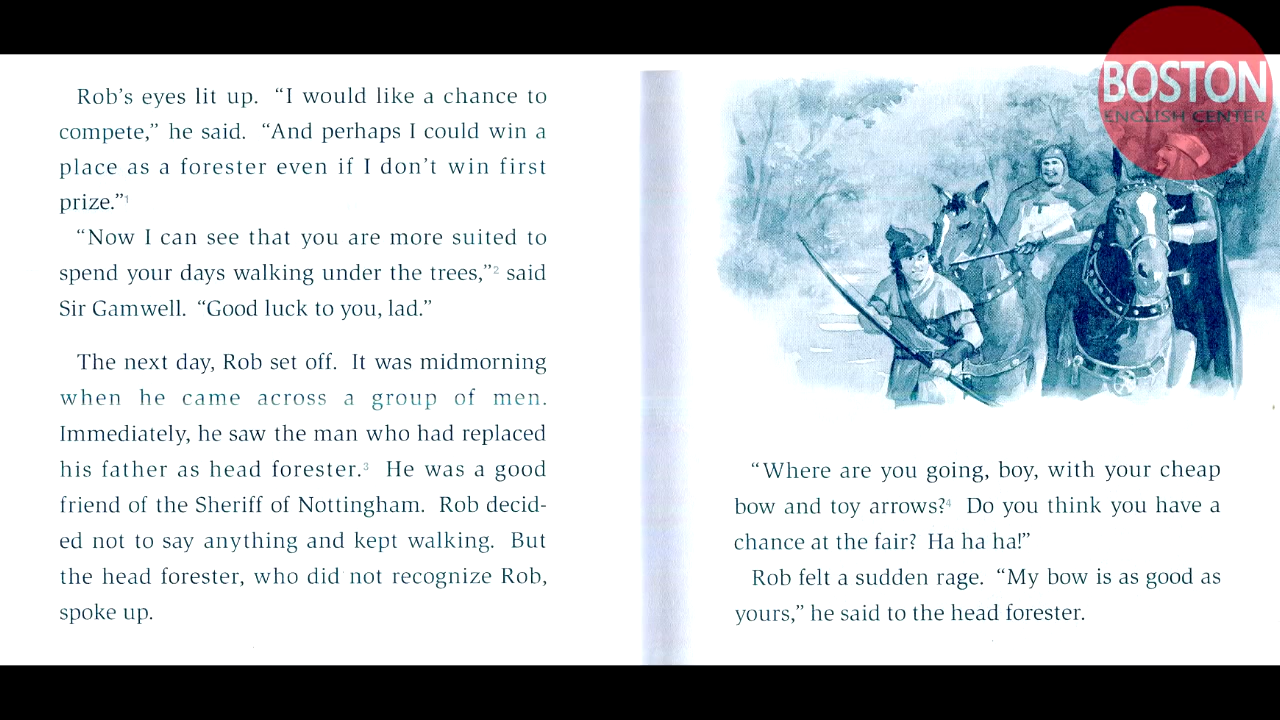 Rob's eyes lit up. “I would like a chance to
compete,” he said. “And perhaps I could win a
place as a forester even if I don't win first
prize.”1
“Now I can see that you are more suited to
spend your days walking under the trees,”2 said
Sir Gamwell. “Good luck to you, lad.”
The next day, Rob set off. It was midmorning
when he came across a group of men.
Immediately, he saw the man who had replaced
his father as head forester.3 He was a good
friend of the Sheriff of Nottingham. Rob decid-
ed not to say anything and kept walking. But
the head forester, who did not recognize Rob,
spoke up.
BOSTON
ENGLISH CENTER
“Where are you going, boy, with your cheap
bow and toy arrows?4 Do you think you have a
chance at the fair? Ha ha ha!”
Rob felt a sudden rage. “My bow is as good as
yours,” he said to the head forester.